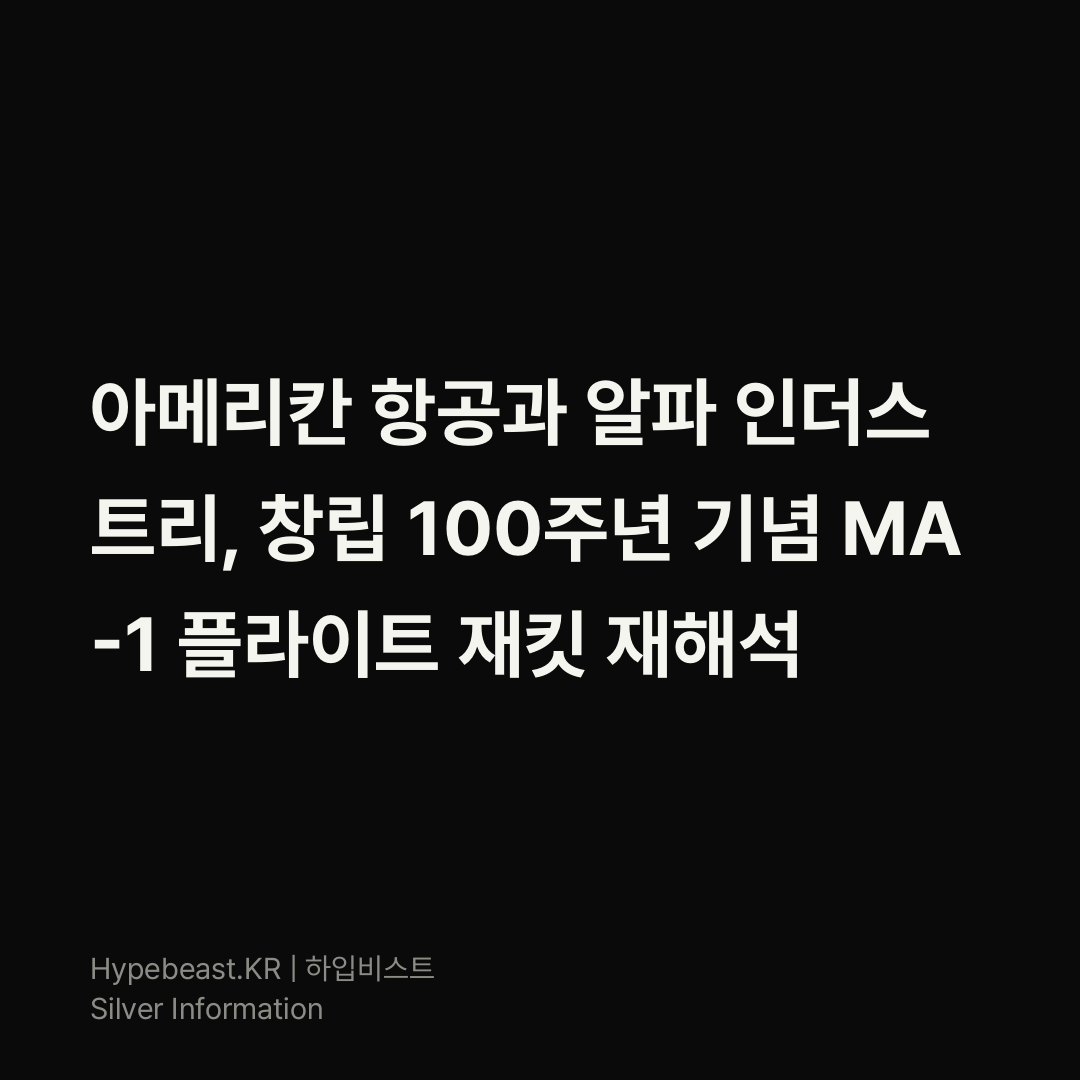 아메리칸 항공과 알파 인더스
트리, 창립 100주년 기념 MA
-1 플라이트 재킷 재해석
Hypebeast.KR | 하입비스트
Silver Information